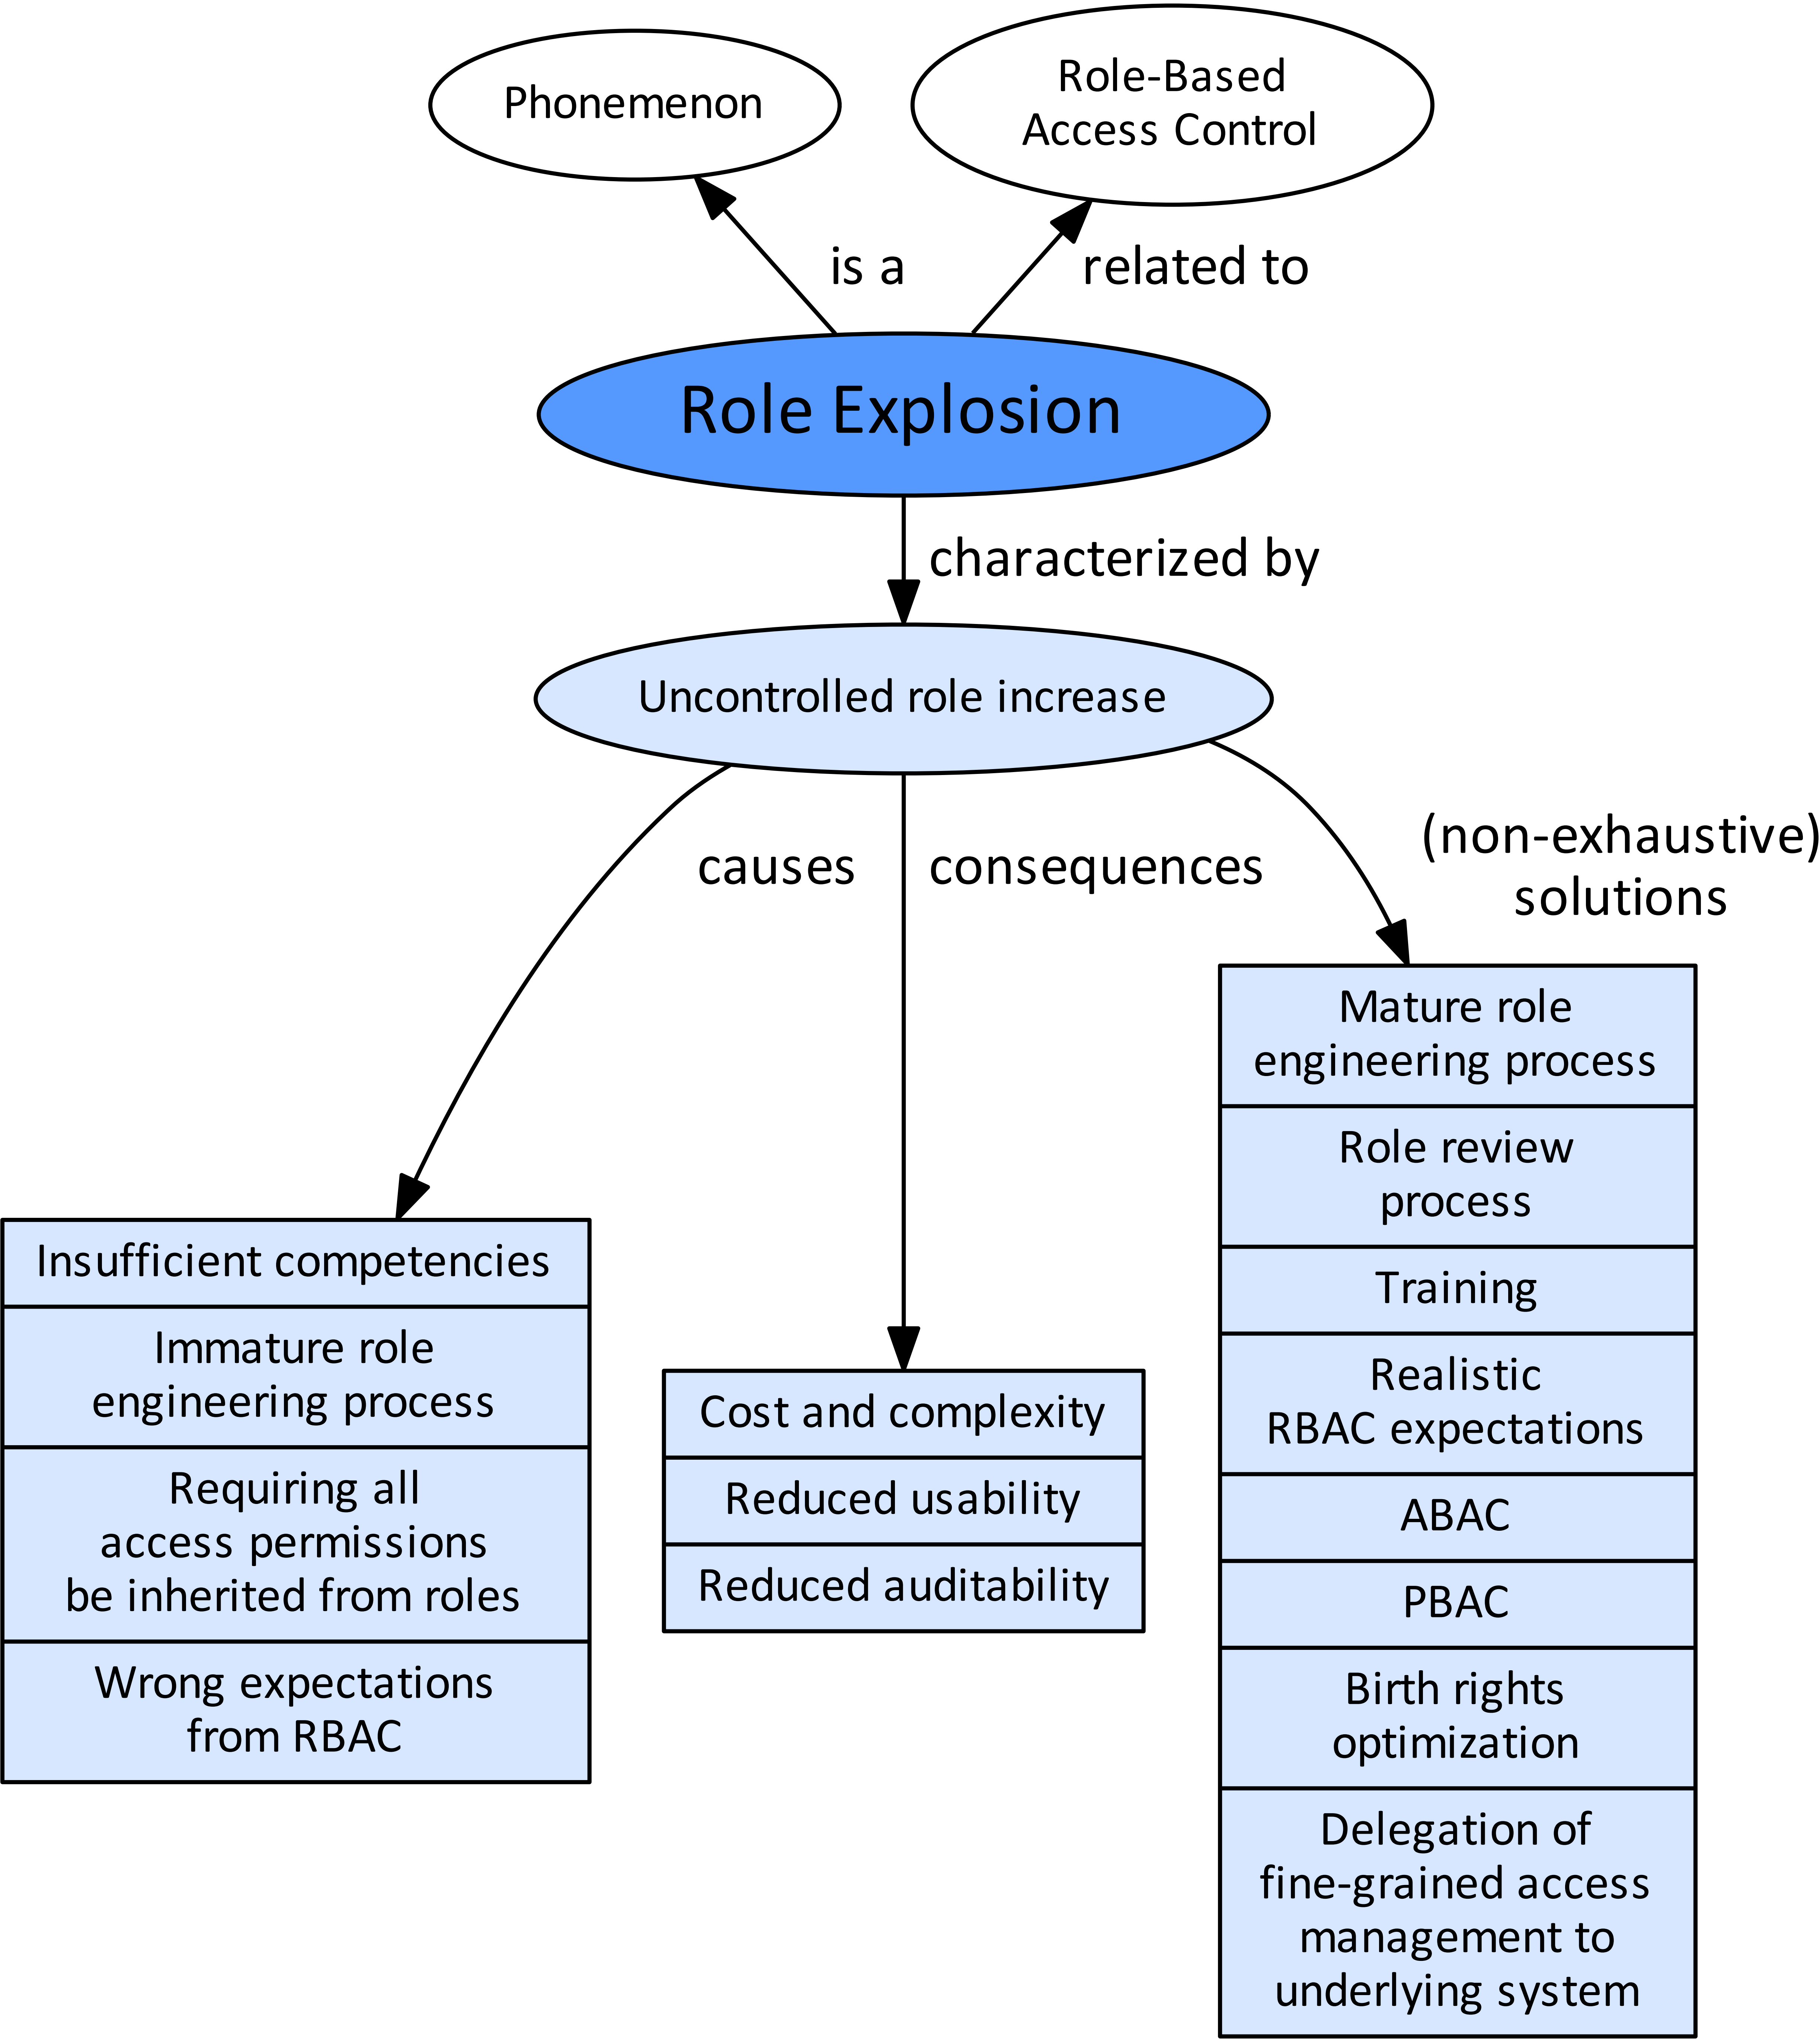 Phonemenon
Role-Based
Access Control
is a
related to
Role Explosion
characterized by
Uncontrolled role increase
causes
consequences
(non-exhaustive)
solutions
Insufficient competencies
Immature role
engineering process
Requiring all
access permissions
be inherited from roles
Wrong expectations
from RBAC
Cost and complexity
Reduced usability
Reduced auditability
Mature role
engineering process
Role review
process
Training
Realistic
RBAC expectations
ABAC
PBAC
Birth rights
optimization
Delegation of
fine-grained access
management to
underlying system